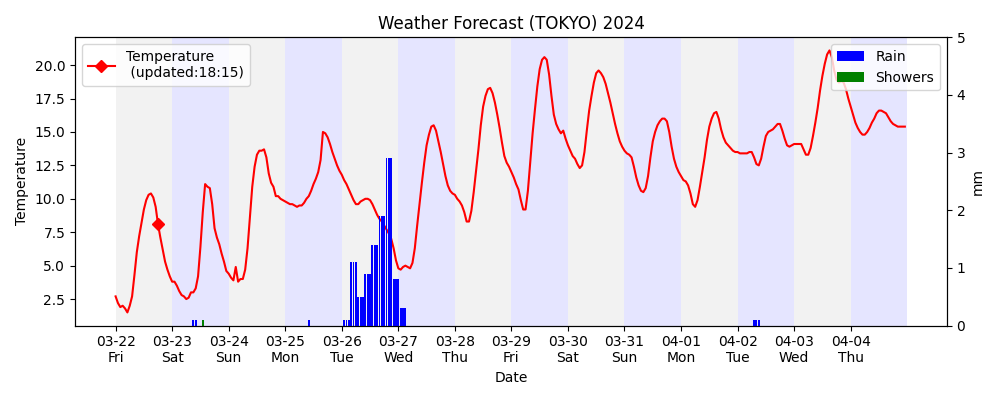 Weather Forecast (TOKYO) 2024
Temperature
(updated:18:15)
Rain
Showers
Temperature
20.0
17.5
15.0
12.5
10.0
7.5
5.0
2.5
5
4
3
2
1
0
mm
03-22 03-23 03-24 03-25 03-26 03-27 03-28 03-29 03-30 03-31 04-01 04-02 04-03 04-04
Fri Sat Sun Mon Tue Wed Thu Fri Sat Sun Mon Tue Wed Thu
Date